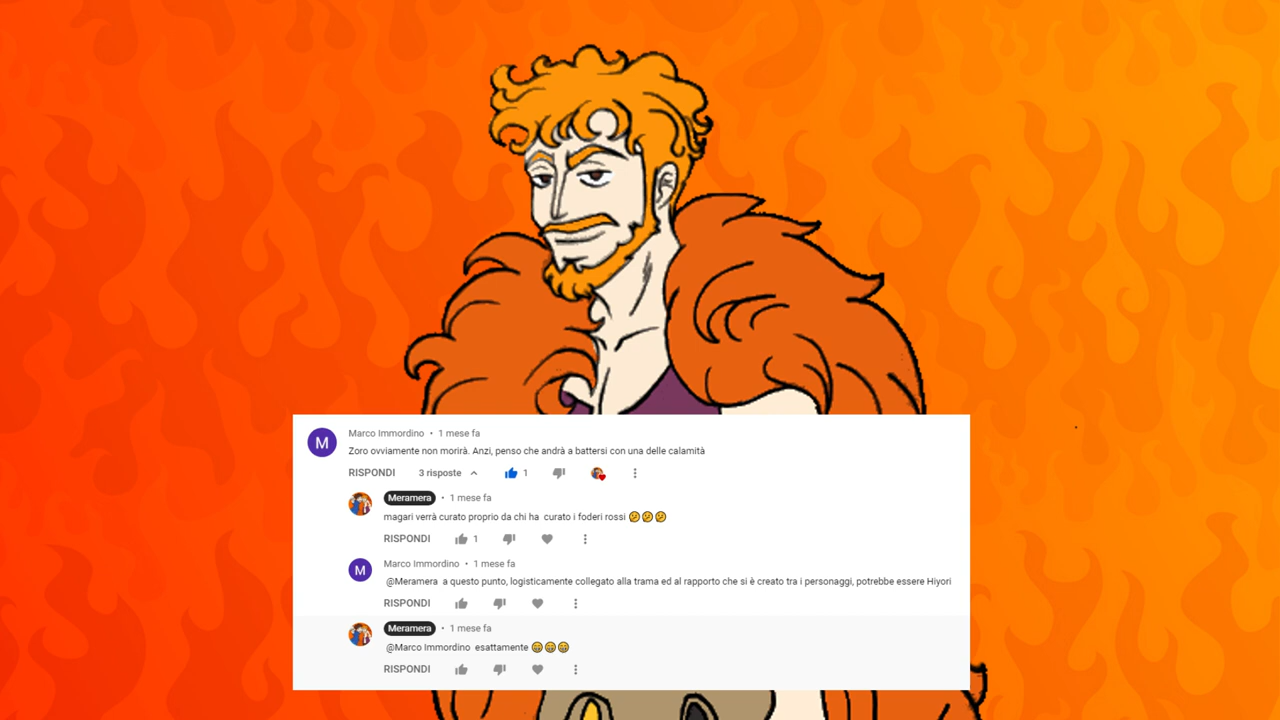 M
Marco Immordino • 1 mese fa
Zoro ovviamente non morirà. Anzi, penso che andrà a battersi con una delle calamità
RISPONDI 3 risposte 1
Meramera • 1 mese fa
magari verrà curato proprio da chi ha curato i foderi rossi 🤔🤔🤔
RISPONDI 1
M
Marco Immordino • 1 mese fa
@Meramera a questo punto, logisticamente collegato alla trama ed al rapporto che si è creato tra i personaggi, potrebbe essere Hiyori
RISPONDI
Meramera • 1 mese fa
@Marco Immordino esattamente 😁😁😁
RISPONDI